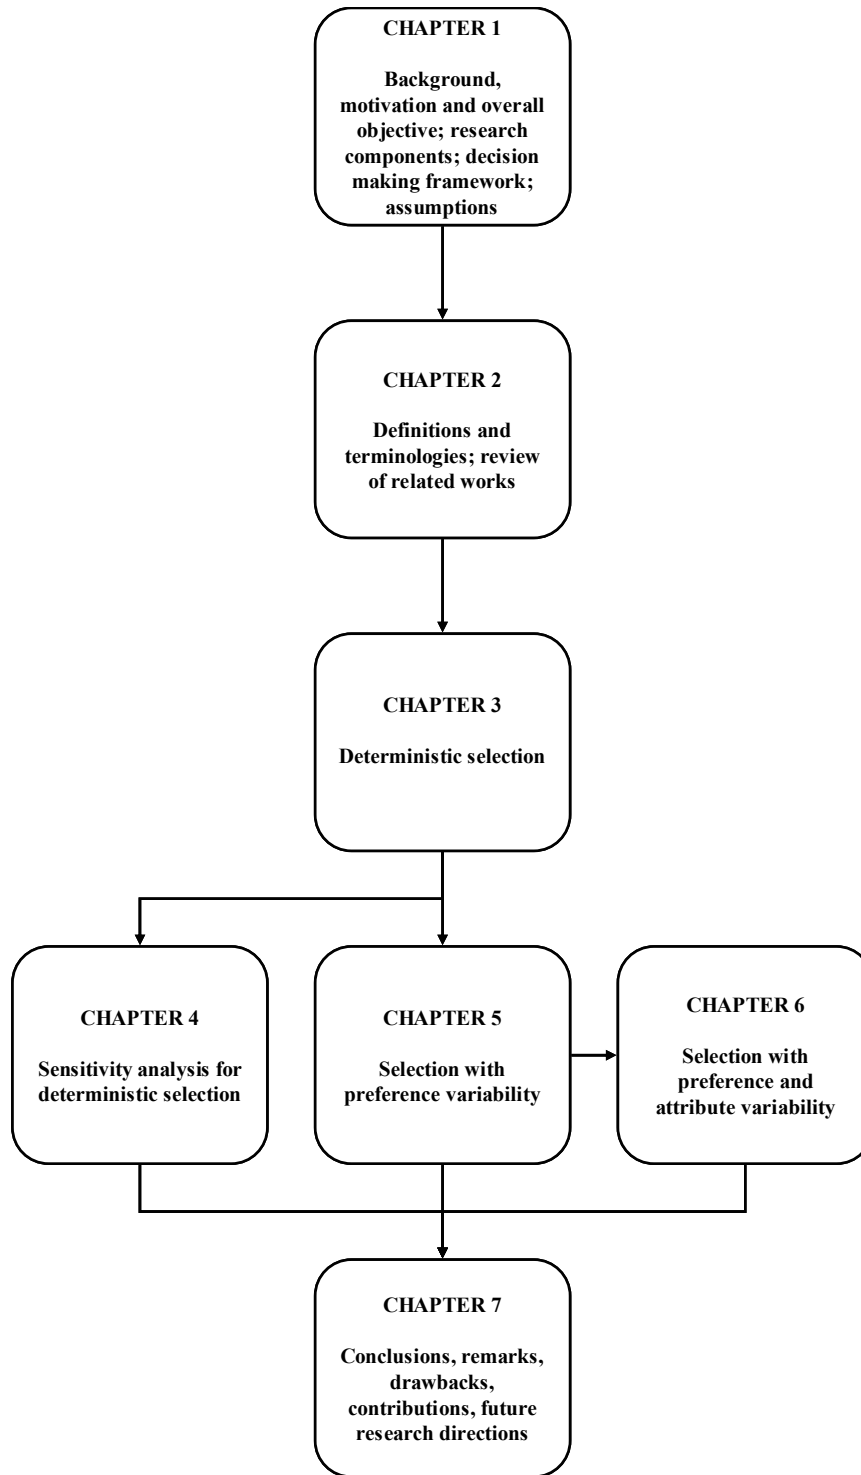 CHAPTER 1
Background,
motivation and overall
objective; research
components; decision
making framework;
assumptions
CHAPTER 2
Definitions and
terminologies; review
of related works
CHAPTER 3
Deterministic selection
CHAPTER 4
Sensitivity analysis for
deterministic selection
CHAPTER 5
Selection with
preference variability
CHAPTER 6
Selection with
preference and
attribute variability
CHAPTER 7
Conclusions, remarks,
drawbacks,
contributions, future
research directions